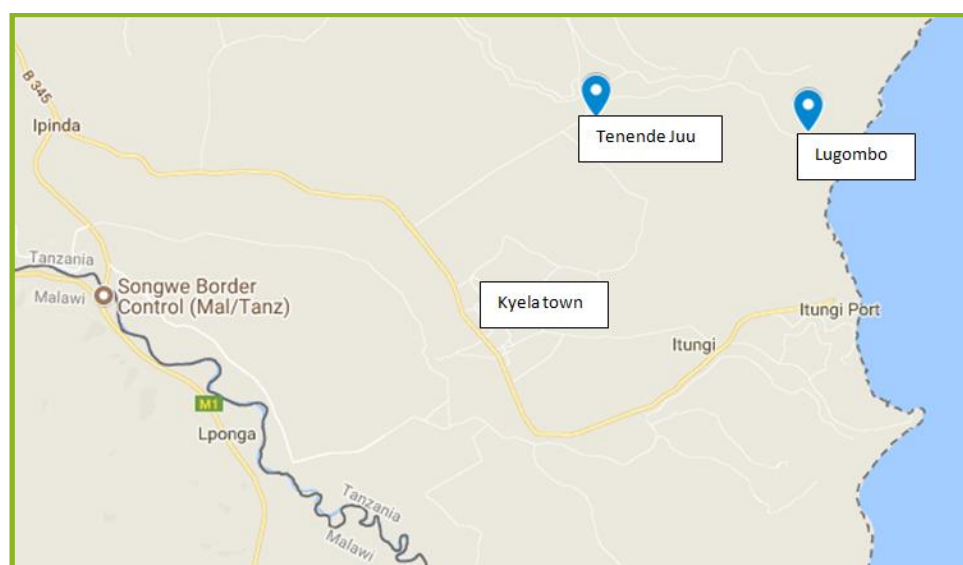 B 345
Ipinda
Tenende Juu
Lugombo
Tanzania
Malawi
Songwe Border
Control (Mal/Tanz)
Kyela town
Itungi Port
Itungi
M1
Lponga
Tanzania
Malawi